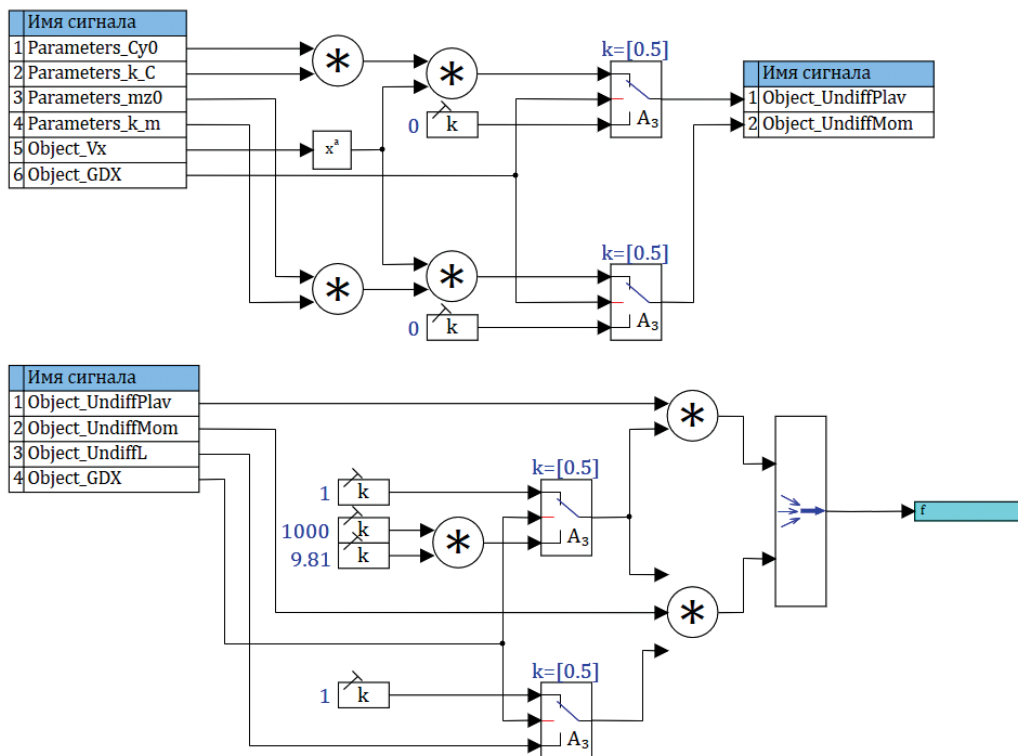 Имя сигнала
1 Parameters_Cy0
2 Parameters_k_C
3 Parameters_mz0
4 Parameters_k_m
5 Object_Vx
6 Object_GDX
*
*
xᵃ
0 k
k=[0.5]
A₃
Имя сигнала
1 Object_UndiffPlav
2 Object_UndiffMom
*
*
0 k
k=[0.5]
A₃
Имя сигнала
1 Object_UndiffPlav
2 Object_UndiffMom
3 Object_UndiffL
4 Object_GDX
1 k
1000 k
9.81 k
*
k=[0.5]
A₃
*
*
f
1 k
k=[0.5]
A₃